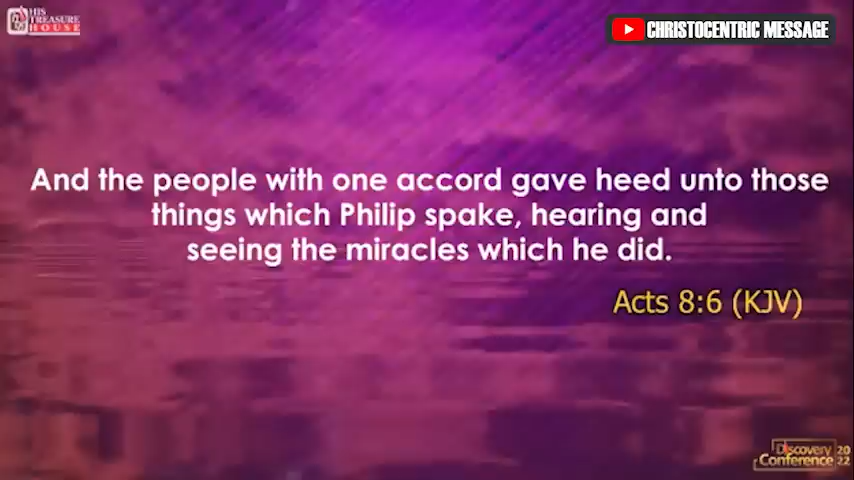 HIS
TREASURE
HOUSE
CHRISTOCENTRIC MESSAGE
And the people with one accord gave heed unto those
things which Philip spake, hearing and
seeing the miracles which he did.
Acts 8:6 (KJV)
Discovery 20
Conference 22